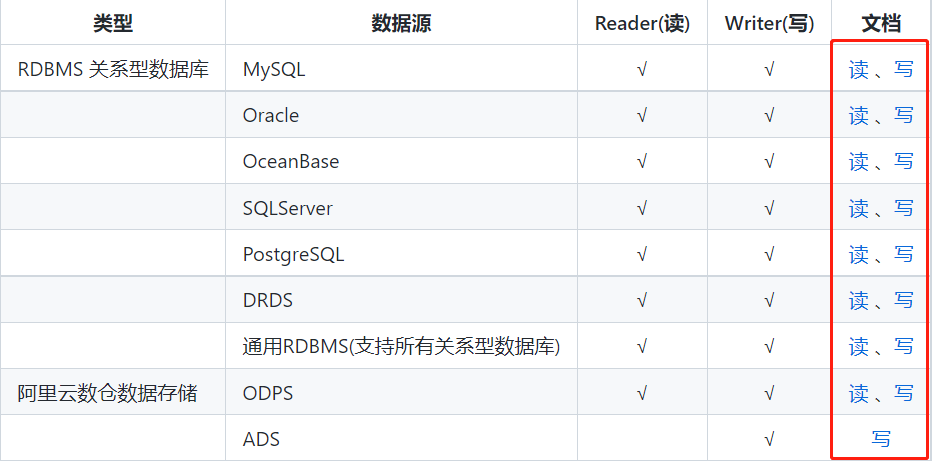 类型 数据源 Reader(读) Writer(写) 文档
RDBMS 关系型数据库 MySQL √ √ 读 、写
Oracle √ √ 读 、写
OceanBase √ √ 读 、写
SQLServer √ √ 读 、写
PostgreSQL √ √ 读 、写
DRDS √ √ 读 、写
通用RDBMS(支持所有关系型数据库) √ √ 读 、写
阿里云数仓数据存储 ODPS √ √ 读 、写
ADS √ 写